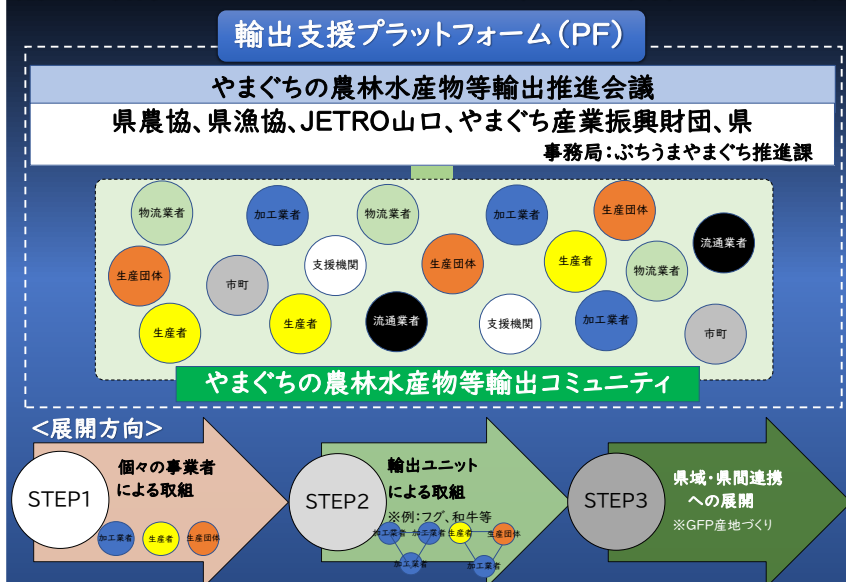 輸出支援プラットフォーム(PF)
やまぐちの農林水産物等輸出推進会議
県農協、県漁協、JETRO山口、やまぐち産業振興財団、県
事務局:ぶちうまやまぐち推進課
物流業者
加工業者
物流業者
加工業者
生産団体
流通業者
生産団体
市町
支援機関
生産団体
生産者
物流業者
生産者
生産者
流通業者
支援機関
加工業者
市町
やまぐちの農林水産物等輸出コミュニティ
<展開方向>
STEP1
個々の事業者
による取組
加工業者
生産者
生産団体
STEP2
輸出ユニット
による取組
※例:フグ、和牛等
加工業者
加工業者
生産者
生産団体
加工業者
加工業者
STEP3
県域・県間連携
への展開
※GFP産地づくり